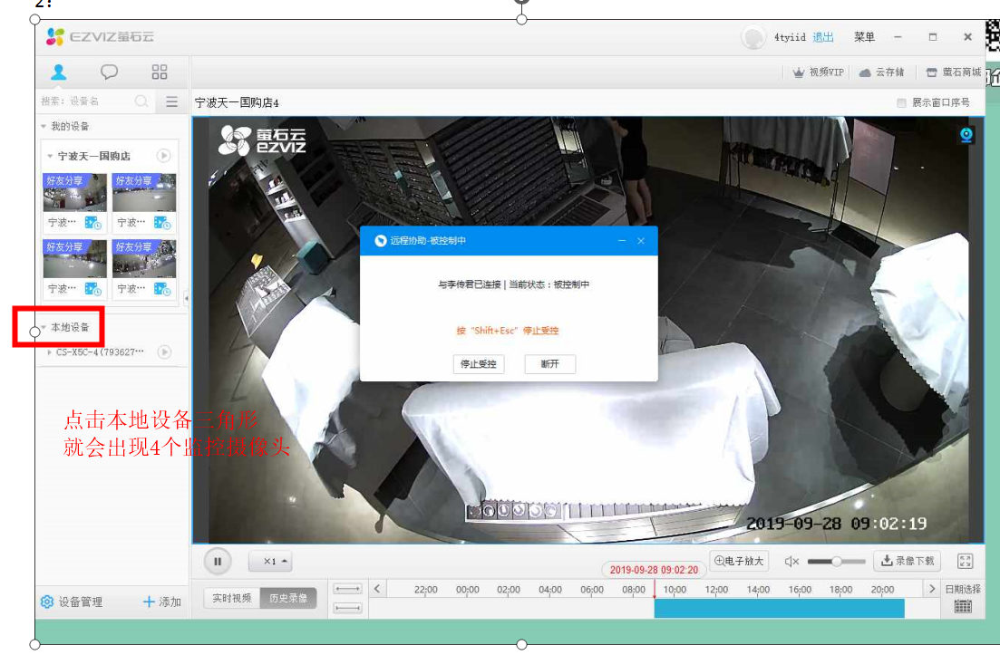 2!
EZVIZ萤石云
4tyiid 退出 菜单
视频VIP 云存储 萤石商城
搜索: 设备名
宁波天一国购店4
展示窗口序号
我的设备
宁波天一国购店
好友分享 好友分享
宁波··· 宁波···
好友分享 好友分享
宁波··· 宁波···
本地设备
CS-X5C-4(793627···
点击本地设备三角形
就会出现4个监控摄像头
萤石云
ezviz
远程协助-被控制中
与李传君已连接 | 当前状态：被控制中
按 “Shift+Esc” 停止受控
停止受控 断开
2019-09-28 09:02:19
×1
2019-09-28 09:02:20
电子放大
录像下载
设备管理 添加
实时视频 历史录像
22:00 00:00 02:00 04:00 06:00 08:00 10:00 12:00 14:00 16:00 18:00 20:00
日期选择